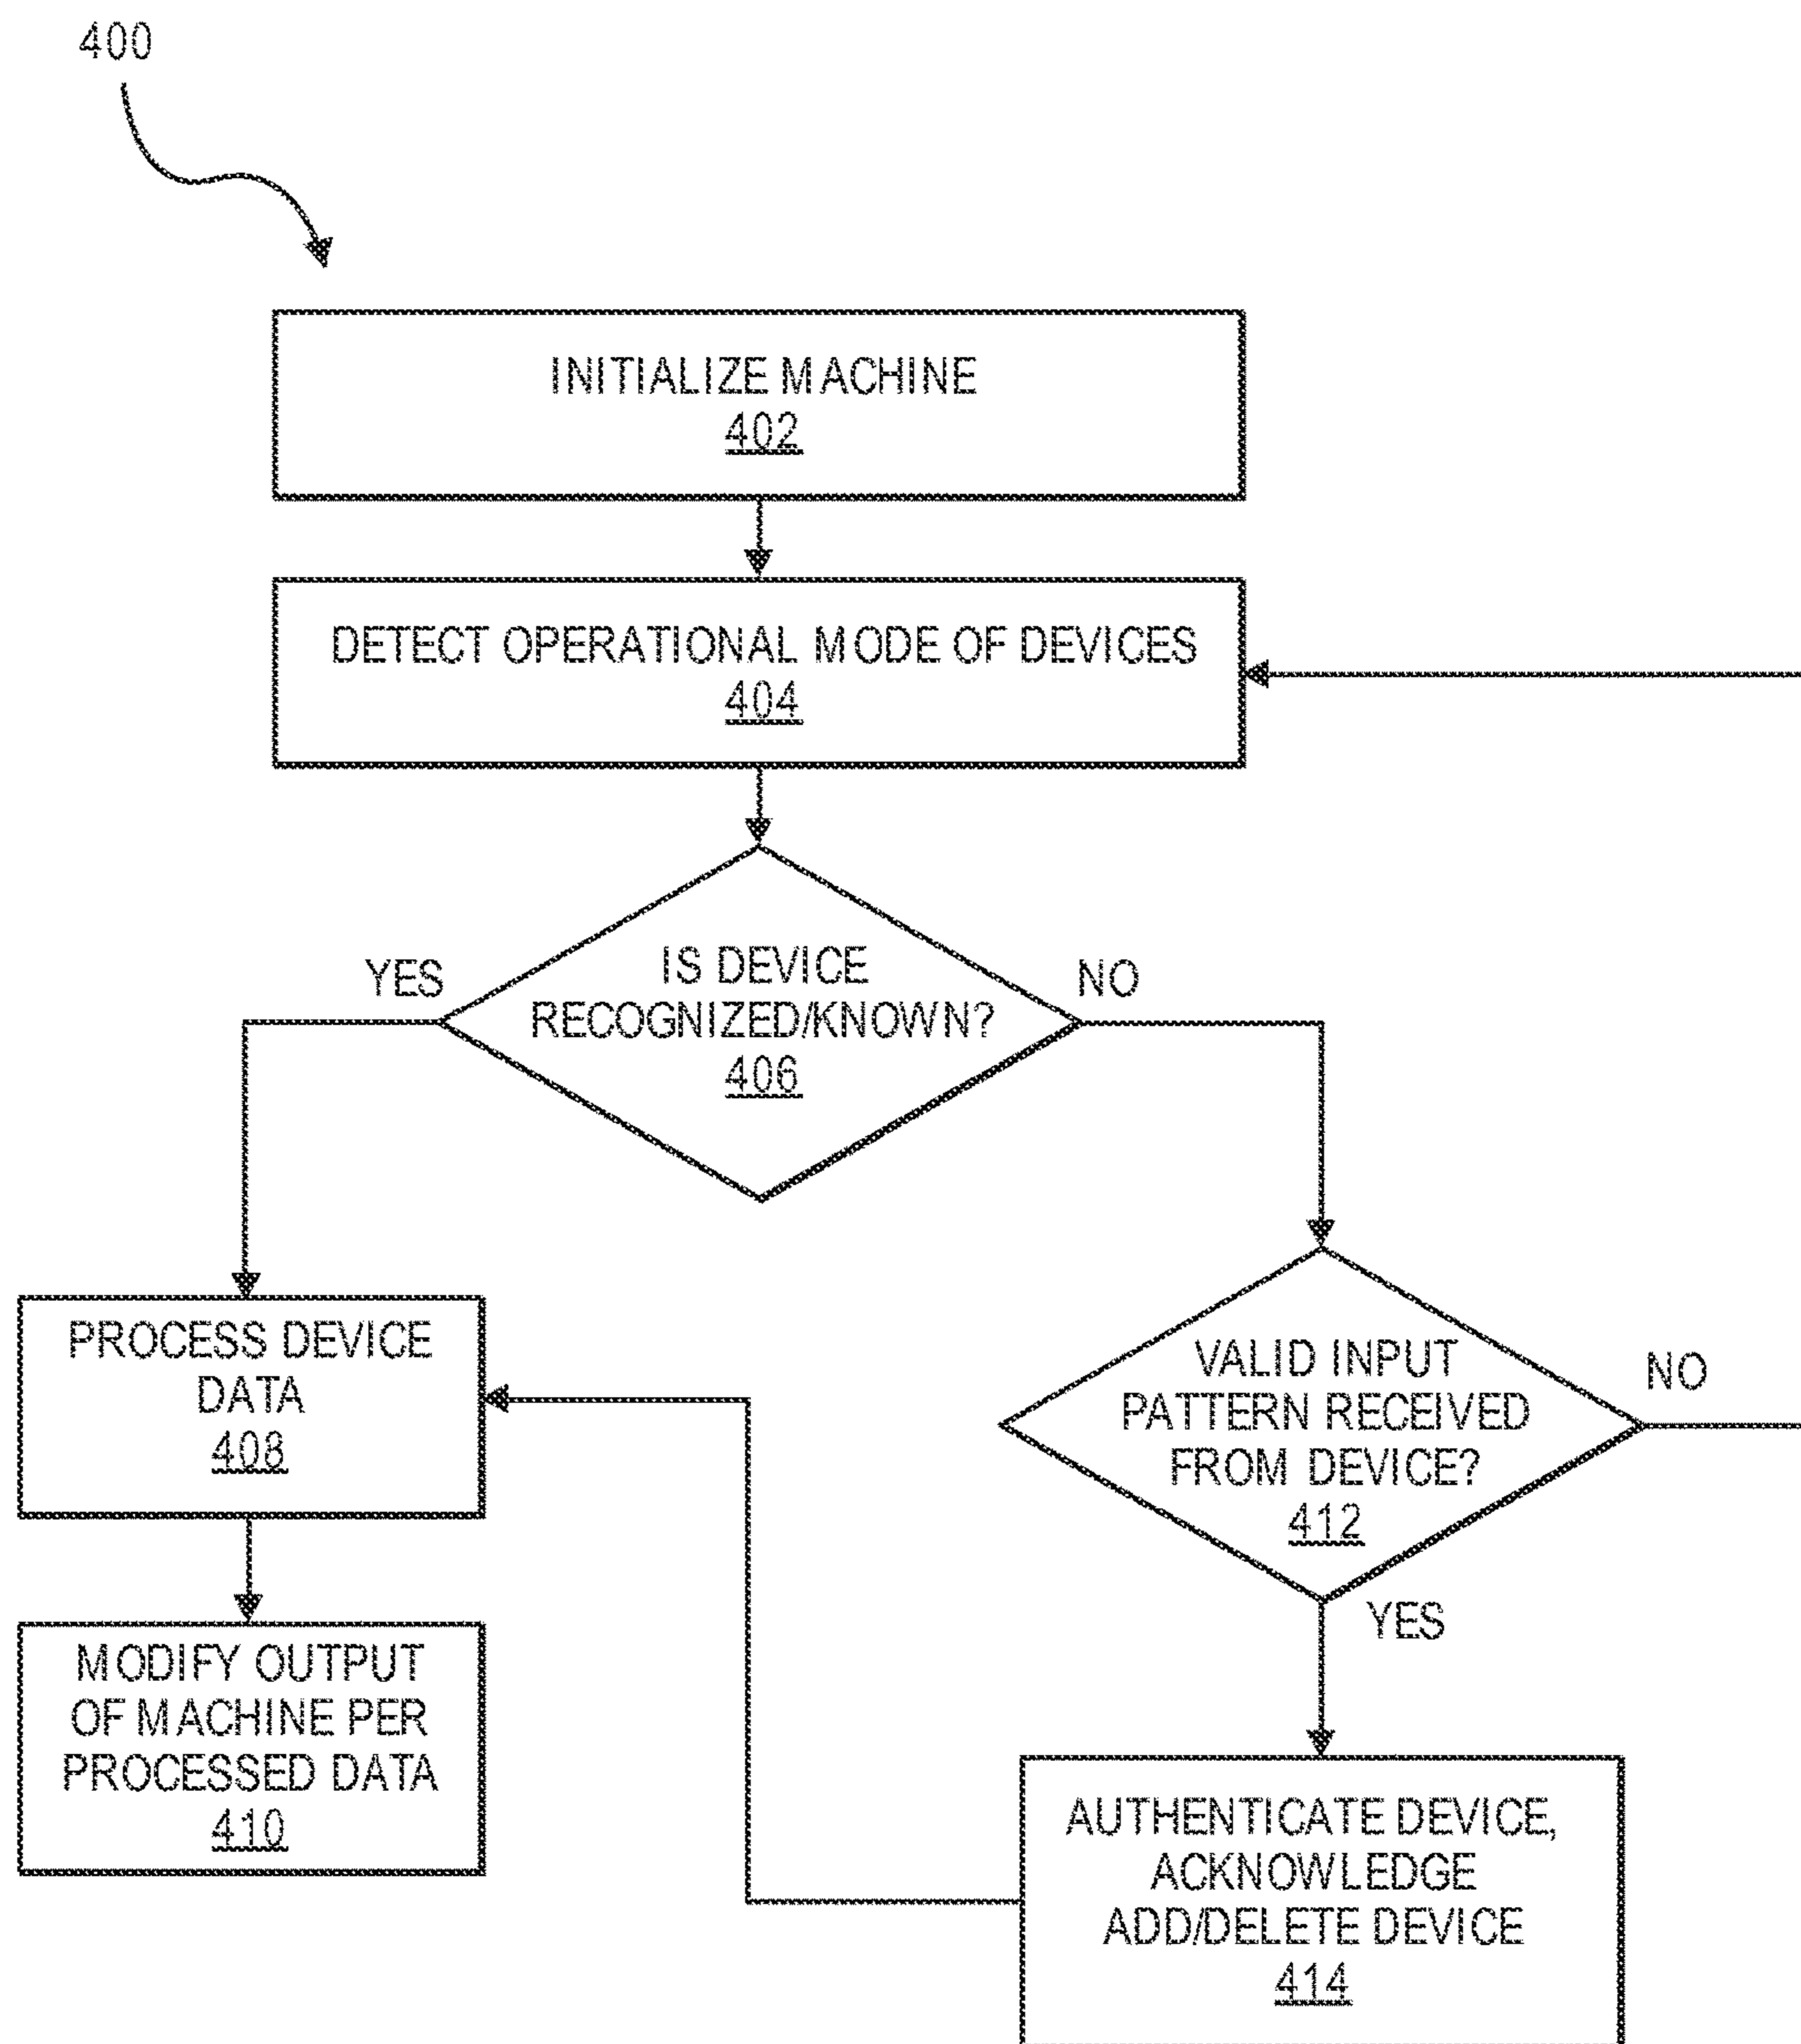 400
INITIALIZE MACHINE
402
DETECT OPERATIONAL MODE OF DEVICES
404
IS DEVICE
RECOGNIZED/KNOWN?
406
YES
NO
PROCESS DEVICE
DATA
408
VALID INPUT
PATTERN RECEIVED
FROM DEVICE?
412
NO
YES
MODIFY OUTPUT
OF MACHINE PER
PROCESSED DATA
410
AUTHENTICATE DEVICE,
ACKNOWLEDGE
ADD/DELETE DEVICE
414